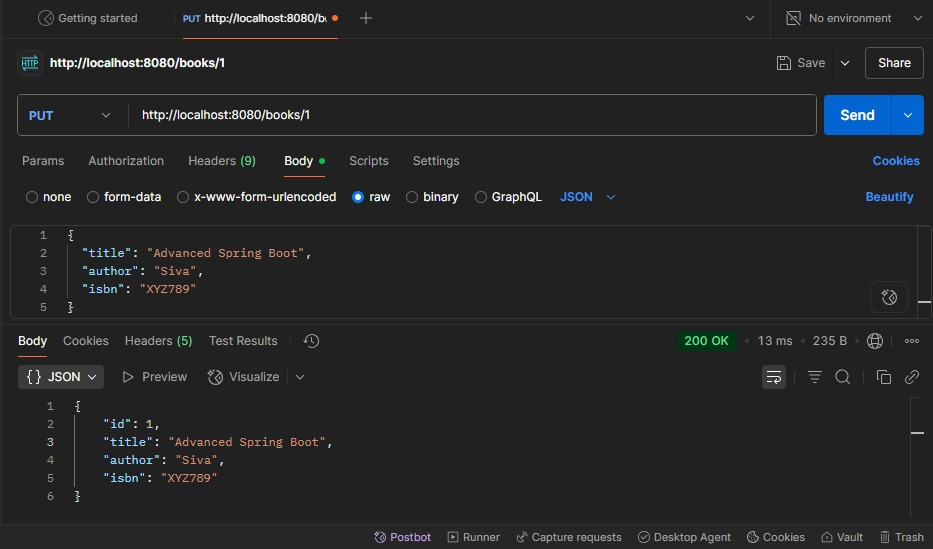 Getting started PUT http://localhost:8080/b No environment
HTTP http://localhost:8080/books/1 Save Share
PUT http://localhost:8080/books/1 Send
Params Authorization Headers (9) Body Scripts Settings Cookies
none form-data x-www-form-urlencoded raw binary GraphQL JSON Beautify
1 {
2 "title": "Advanced Spring Boot",
3 "author": "Siva",
4 "isbn": "XYZ789"
5 }
Body Cookies Headers (5) Test Results 200 OK • 13 ms • 235 B •
{} JSON Preview Visualize
1 {
2 "id": 1,
3 "title": "Advanced Spring Boot",
4 "author": "Siva",
5 "isbn": "XYZ789"
6 }
Postbot Runner Capture requests Desktop Agent Cookies Vault Trash